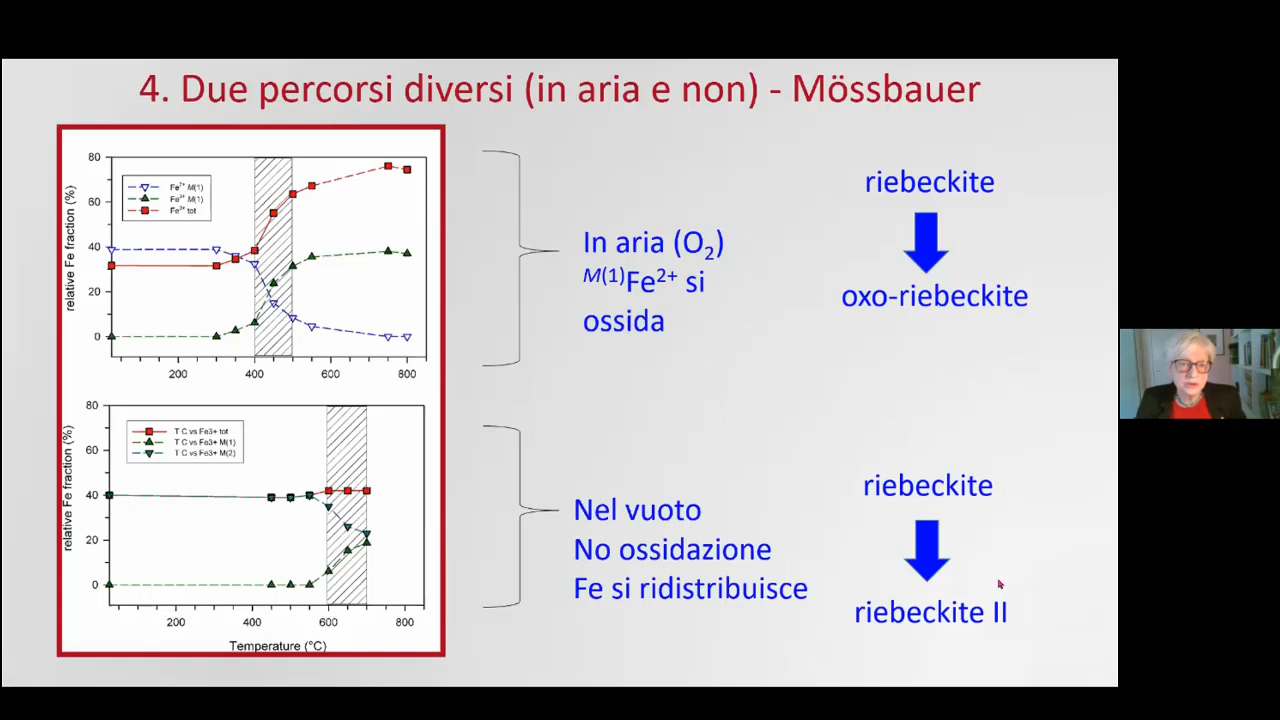 4. Due percorsi diversi (in aria e non) - Mössbauer
80
60
40
20
0
relative Fe fraction (%)
Fe²⁺ M(1)
Fe³⁺ M(1)
Fe³⁺ tot
200 400 600 800
In aria (O₂)
ᴹ⁽¹⁾Fe²⁺ si
ossida
riebeckite
oxo-riebeckite
80
60
40
20
0
relative Fe fraction (%)
T C vs Fe3+ tot
T C vs Fe3+ M(1)
T C vs Fe3+ M(2)
200 400 600 800
Temperature (°C)
Nel vuoto
No ossidazione
Fe si ridistribuisce
riebeckite
riebeckite II